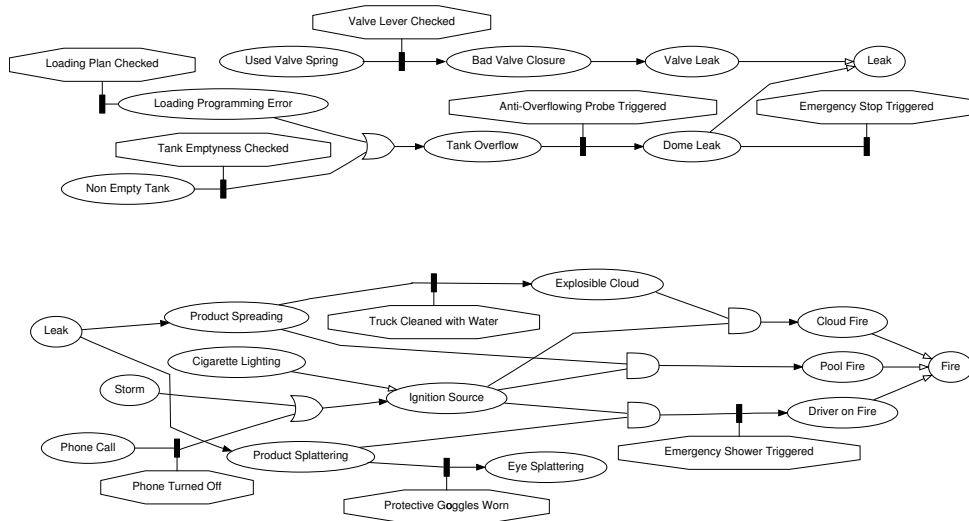 Valve Lever Checked
Loading Plan Checked
Used Valve Spring
Bad Valve Closure
Valve Leak
Leak
Loading Programming Error
Anti-Overflowing Probe Triggered
Emergency Stop Triggered
Tank Emptyness Checked
Tank Overflow
Dome Leak
Non Empty Tank
Explosible Cloud
Product Spreading
Truck Cleaned with Water
Cloud Fire
Leak
Cigarette Lighting
Pool Fire
Fire
Storm
Ignition Source
Driver on Fire
Phone Call
Product Splattering
Eye Splattering
Emergency Shower Triggered
Phone Turned Off
Protective Goggles Worn